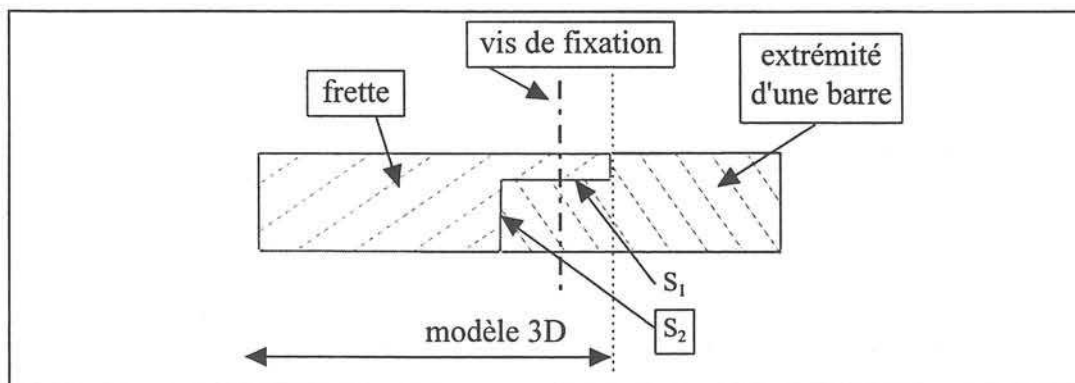 vis de fixation
extrémité
d'une barre
frette
S₁
S₂
modèle 3D